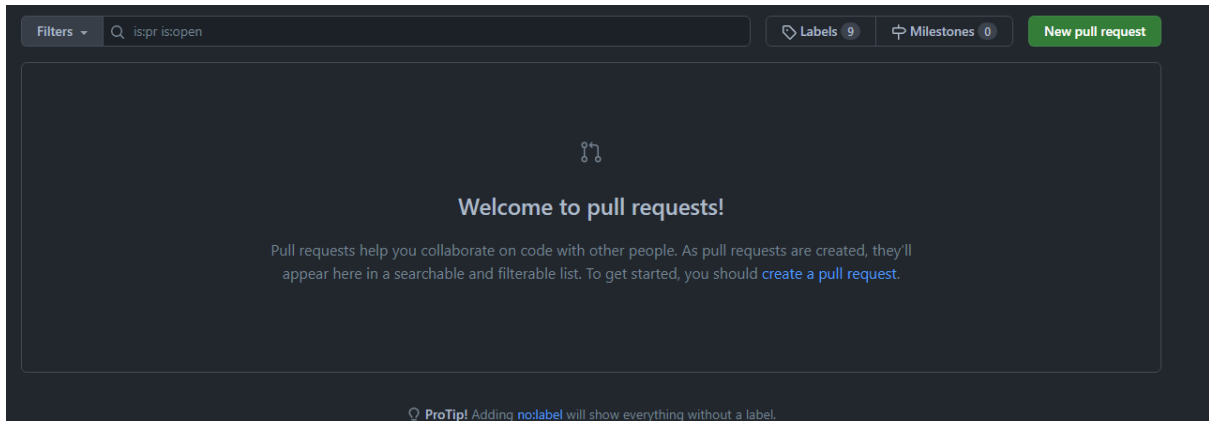 Filters is:pr is:open Labels 9 Milestones 0 New pull request
Welcome to pull requests!
Pull requests help you collaborate on code with other people. As pull requests are created, they'll
appear here in a searchable and filterable list. To get started, you should create a pull request.
ProTip! Adding no:label will show everything without a label.